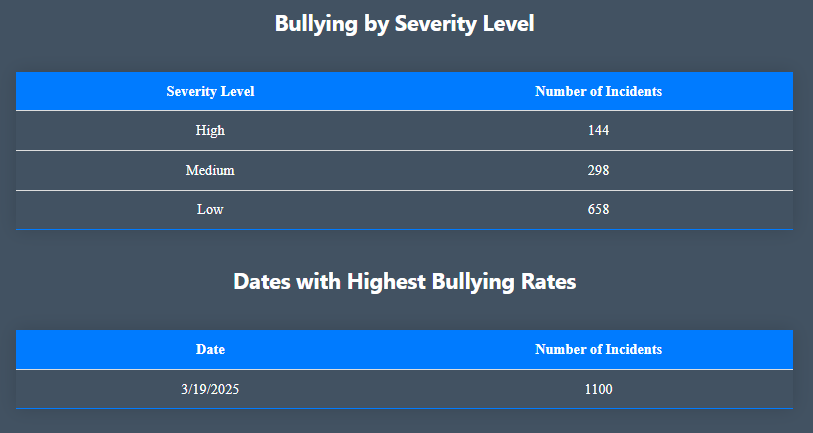 Bullying by Severity Level
Severity Level Number of Incidents
High 144
Medium 298
Low 658
Dates with Highest Bullying Rates
Date Number of Incidents
3/19/2025 1100